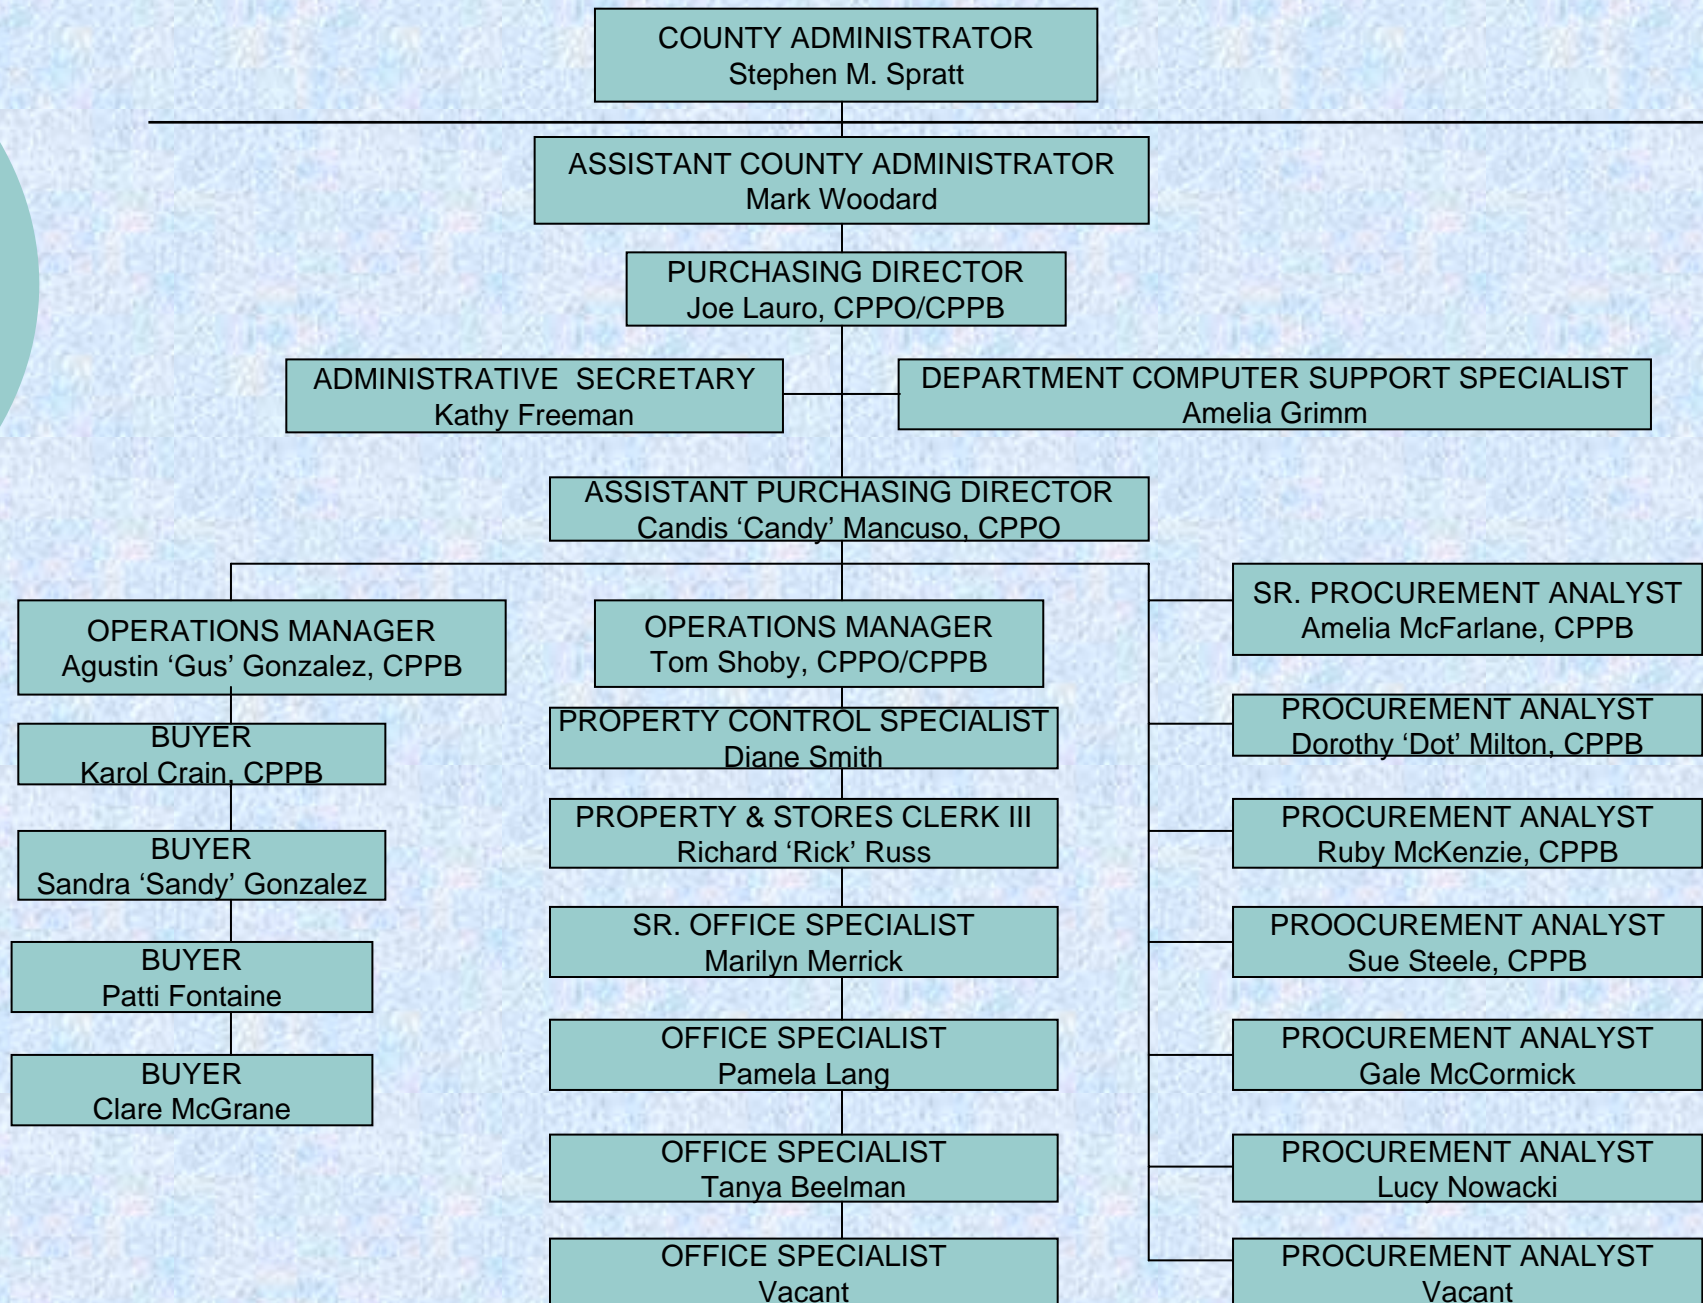 COUNTY ADMINISTRATOR
Stephen M. Spratt
ASSISTANT COUNTY ADMINISTRATOR
Mark Woodard
PURCHASING DIRECTOR
Joe Lauro, CPPO/CPPB
ADMINISTRATIVE SECRETARY
Kathy Freeman
DEPARTMENT COMPUTER SUPPORT SPECIALIST
Amelia Grimm
ASSISTANT PURCHASING DIRECTOR
Candis ‘Candy’ Mancuso, CPPO
OPERATIONS MANAGER
Agustin ‘Gus’ Gonzalez, CPPB
BUYER
Karol Crain, CPPB
BUYER
Sandra ‘Sandy’ Gonzalez
BUYER
Patti Fontaine
BUYER
Clare McGrane
OPERATIONS MANAGER
Tom Shoby, CPPO/CPPB
PROPERTY CONTROL SPECIALIST
Diane Smith
PROPERTY & STORES CLERK III
Richard ‘Rick’ Russ
SR. OFFICE SPECIALIST
Marilyn Merrick
OFFICE SPECIALIST
Pamela Lang
OFFICE SPECIALIST
Tanya Beelman
OFFICE SPECIALIST
Vacant
SR. PROCUREMENT ANALYST
Amelia McFarlane, CPPB
PROCUREMENT ANALYST
Dorothy ‘Dot’ Milton, CPPB
PROCUREMENT ANALYST
Ruby McKenzie, CPPB
PROOCUREMENT ANALYST
Sue Steele, CPPB
PROCUREMENT ANALYST
Gale McCormick
PROCUREMENT ANALYST
Lucy Nowacki
PROCUREMENT ANALYST
Vacant